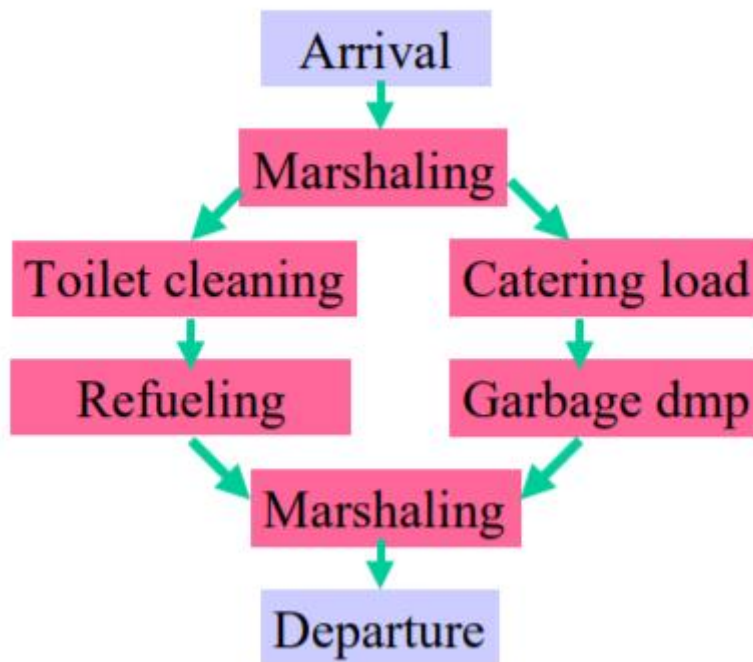 Arrival
Marshaling
Toilet cleaning
Catering load
Refueling
Garbage dmp
Marshaling
Departure